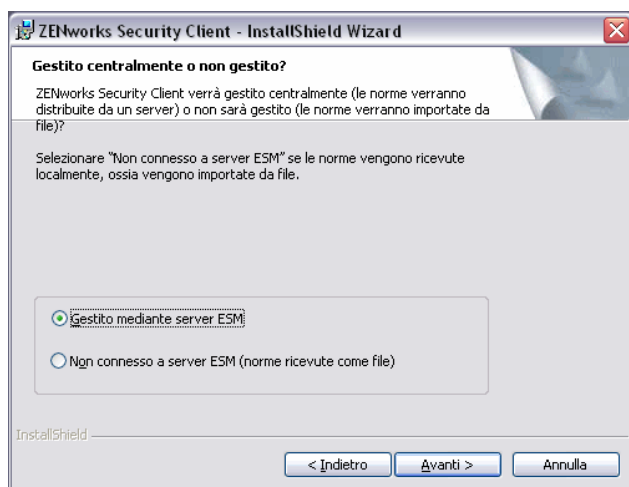 ZENworks Security Client - InstallShield Wizard
Gestito centralmente o non gestito?
ZENworks Security Client verrà gestito centralmente (le norme verranno
distribuite da un server) o non sarà gestito (le norme verranno importate da
file)?
Selezionare "Non connesso a server ESM" se le norme vengono ricevute
localmente, ossia vengono importate da file.
Gestito mediante server ESM
Non connesso a server ESM (norme ricevute come file)
InstallShield
< Indietro
Avanti >
Annulla